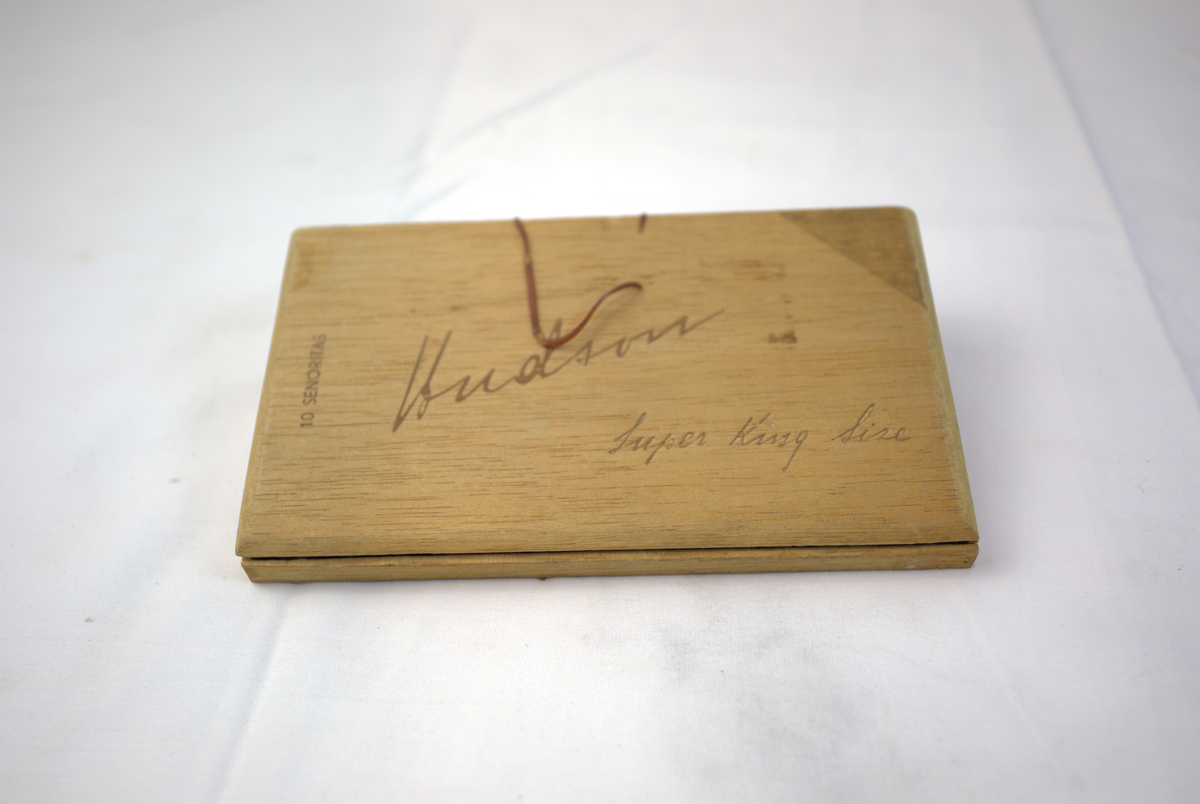 10 SENORITAS
Hudson
Super King Size